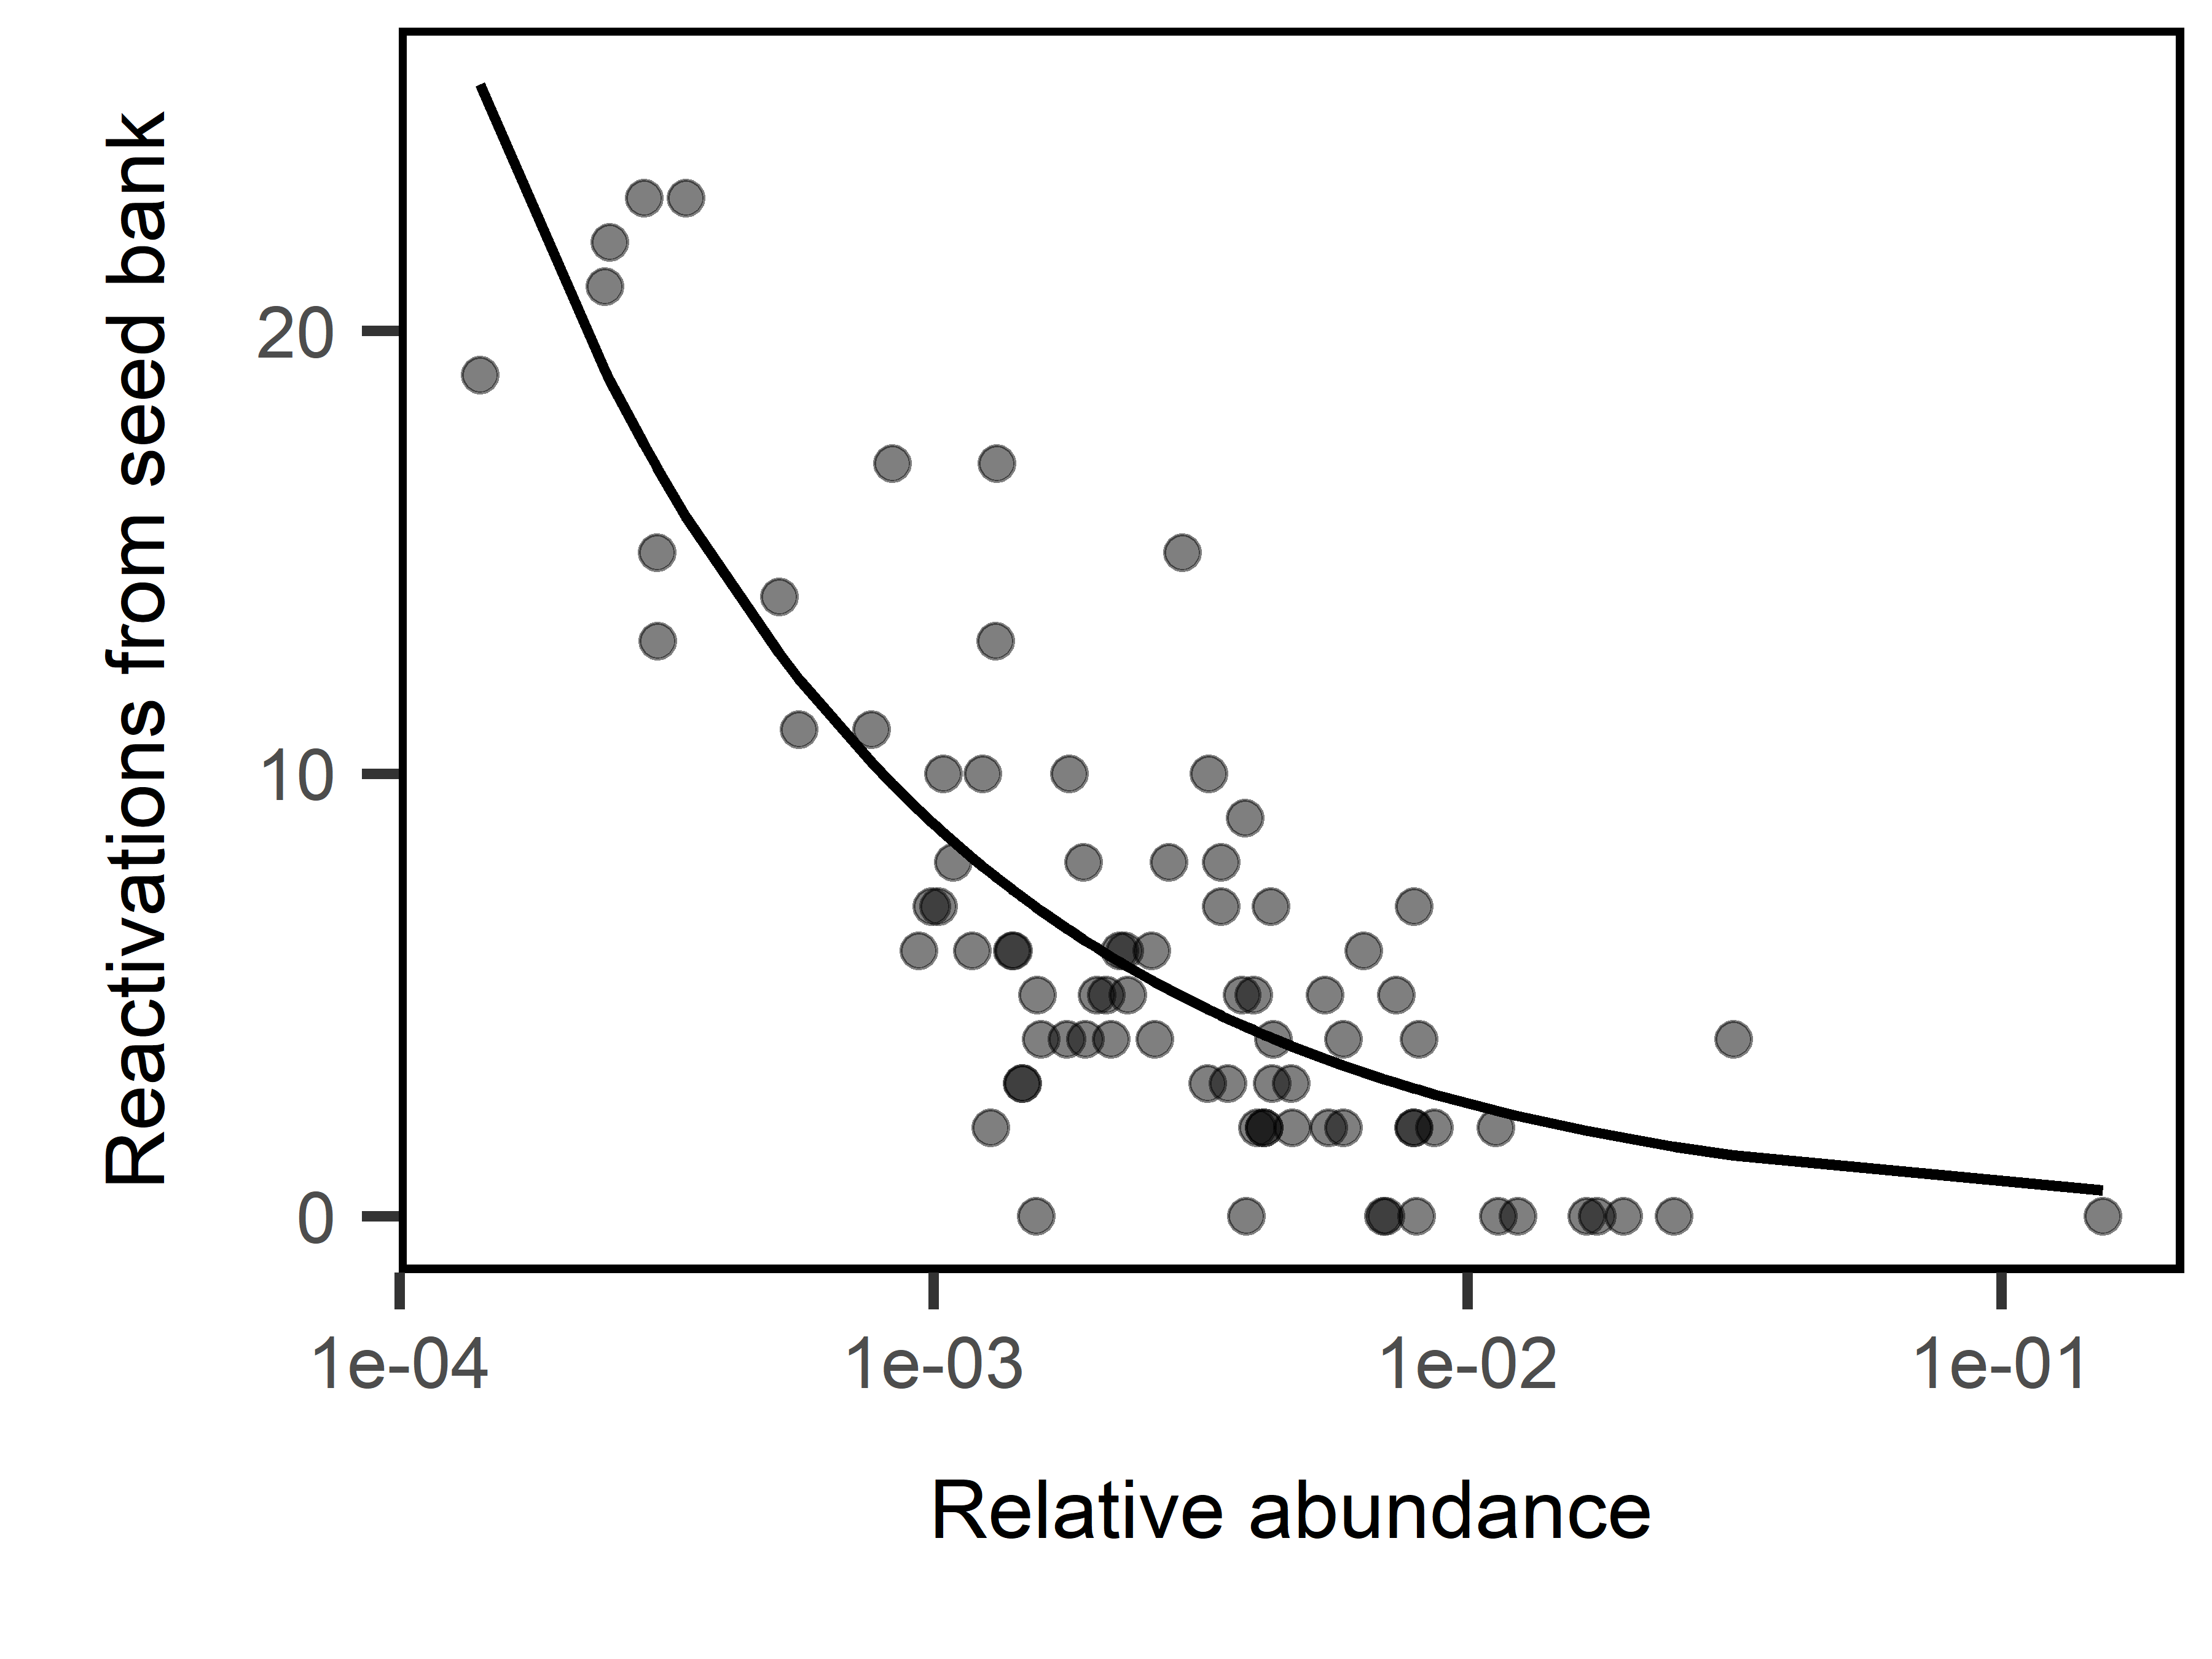 Reactivations from seed bank
20
10
0
1e-04 1e-03 1e-02 1e-01
Relative abundance